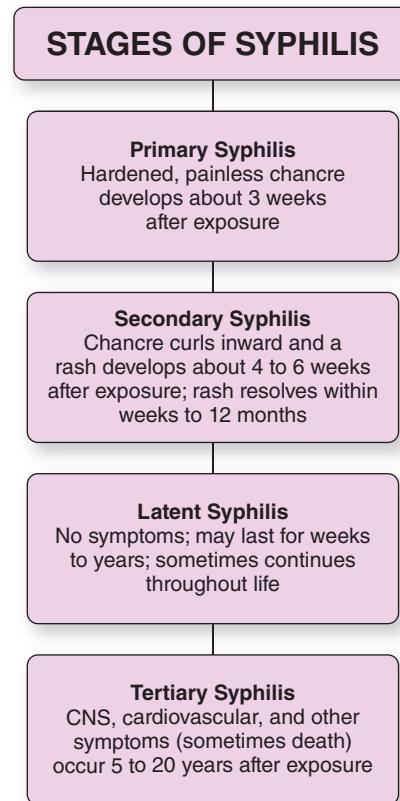 STAGES OF SYPHILIS
Primary Syphilis
Hardened, painless chancre
develops about 3 weeks
after exposure
Secondary Syphilis
Chancre curls inward and a
rash develops about 4 to 6 weeks
after exposure; rash resolves within
weeks to 12 months
Latent Syphilis
No symptoms; may last for weeks
to years; sometimes continues
throughout life
Tertiary Syphilis
CNS, cardiovascular, and other
symptoms (sometimes death)
occur 5 to 20 years after exposure